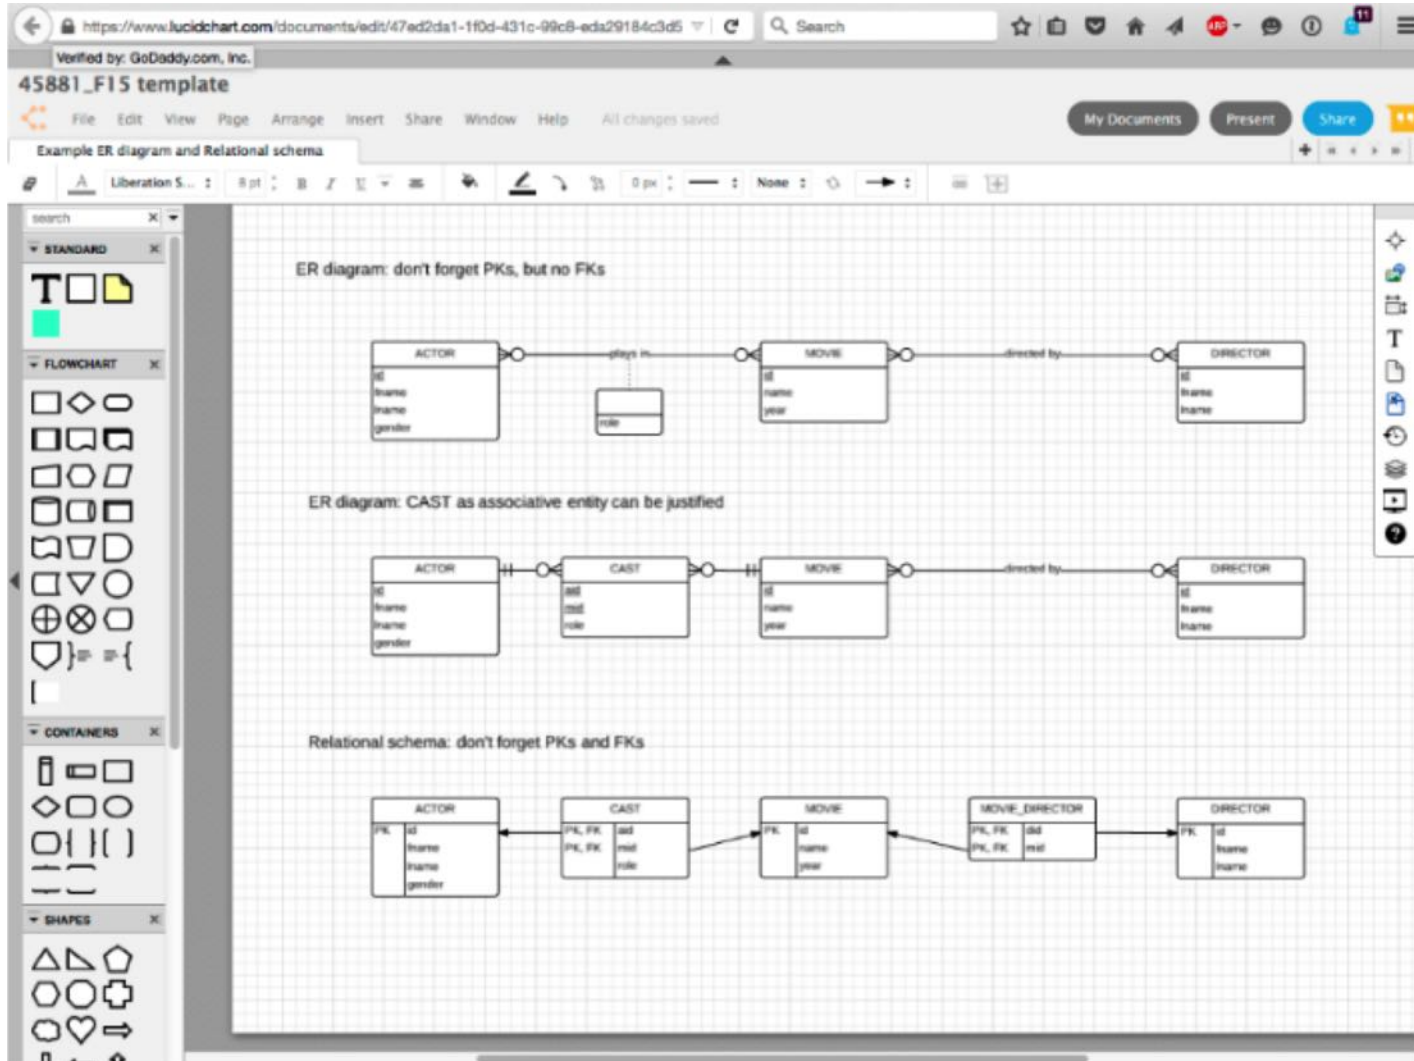 https://www.lucidchart.com/documents/edit/47ed2da1-1f0d-431c-99c8-eda29184c3d5
Search
11
ABP
Verified by: GoDaddy.com, Inc.
45881_F15 template
File Edit View Page Arrange Insert Share Window Help All changes saved
My Documents Present Share
Example ER diagram and Relational schema
Liberation S... 8 pt B I U 0 px None
search
STANDARD
T
FLOWCHART
CONTAINERS
SHAPES
ER diagram: don't forget PKs, but no FKs
ACTOR
id
fname
lname
gender
plays in
role
MOVIE
id
name
year
directed by
DIRECTOR
id
fname
lname
ER diagram: CAST as associative entity can be justified
ACTOR
id
fname
lname
gender
CAST
aid
mid
role
MOVIE
id
name
year
directed by
DIRECTOR
id
fname
lname
Relational schema: don't forget PKs and FKs
ACTOR
PK id
fname
lname
gender
CAST
PK, FK aid
PK, FK mid
role
MOVIE
PK id
name
year
MOVIE_DIRECTOR
PK, FK did
PK, FK mid
DIRECTOR
PK id
fname
lname
T
?